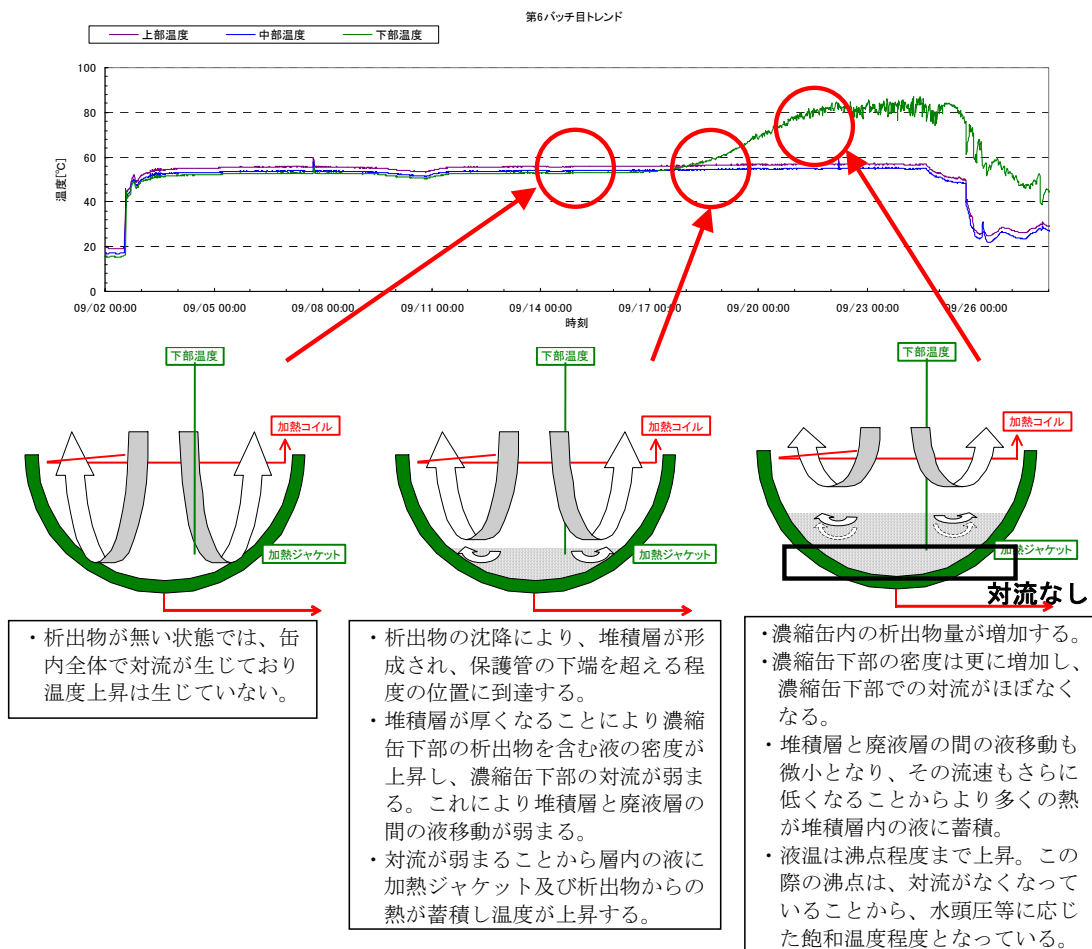 第6バッチ目トレンド
上部温度 中部温度 下部温度
100
80
60
40
20
0
温度[℃]
09/02 00:00 09/05 00:00 09/08 00:00 09/11 00:00 09/14 00:00 09/17 00:00 09/20 00:00 09/23 00:00 09/26 00:00
時刻
下部温度
加熱コイル
加熱ジャケット
下部温度
加熱コイル
加熱ジャケット
下部温度
加熱コイル
加熱ジャケット
対流なし
・析出物が無い状態では、缶
内全体で対流が生じており
温度上昇は生じていない。
・析出物の沈降により、堆積層が形
成され、保護管の下端を超える程
度の位置に到達する。
・堆積層が厚くなることにより濃縮
缶下部の析出物を含む液の密度が
上昇し、濃縮缶下部の対流が弱ま
る。これにより堆積層と廃液層の
間の液移動が弱まる。
・対流が弱まることから層内の液に
加熱ジャケット及び析出物からの
熱が蓄積し温度が上昇する。
・濃縮缶内の析出物量が増加する。
・濃縮缶下部の密度は更に増加し、
濃縮缶下部での対流がほぼなく
なる。
・堆積層と廃液層の間の液移動も
微小となり、その流速もさらに
低くなることからより多くの熱
が堆積層内の液に蓄積。
・液温は沸点程度まで上昇。この
際の沸点は、対流がなくなって
いることから、水頭圧等に応じ
た飽和温度程度となっている。